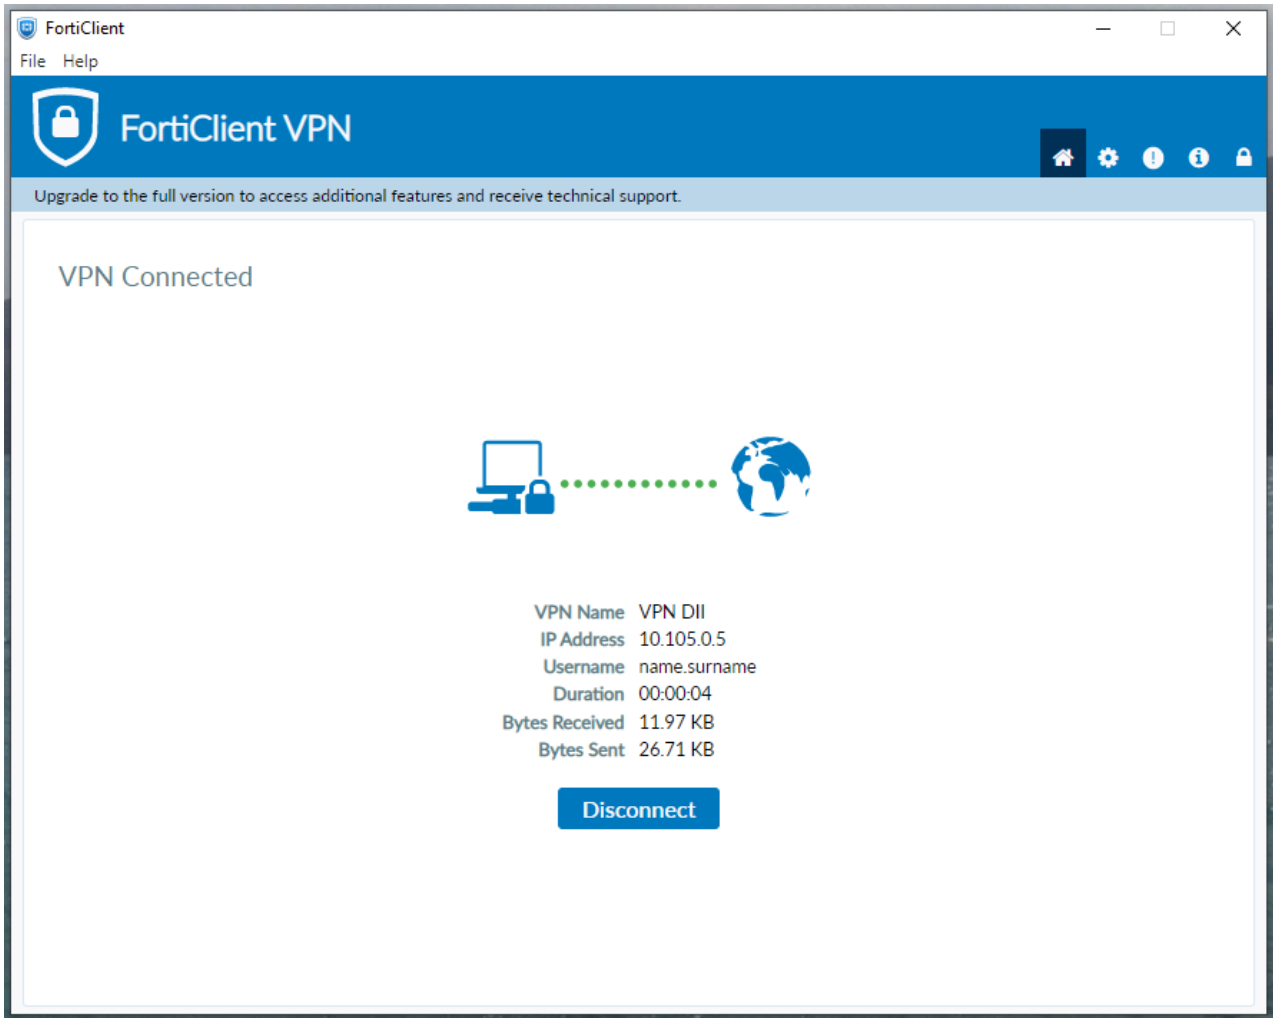 FortiClient
File Help
FortiClient VPN
Upgrade to the full version to access additional features and receive technical support.
VPN Connected
VPN Name VPN DII
IP Address 10.105.0.5
Username name.surname
Duration 00:00:04
Bytes Received 11.97 KB
Bytes Sent 26.71 KB
Disconnect